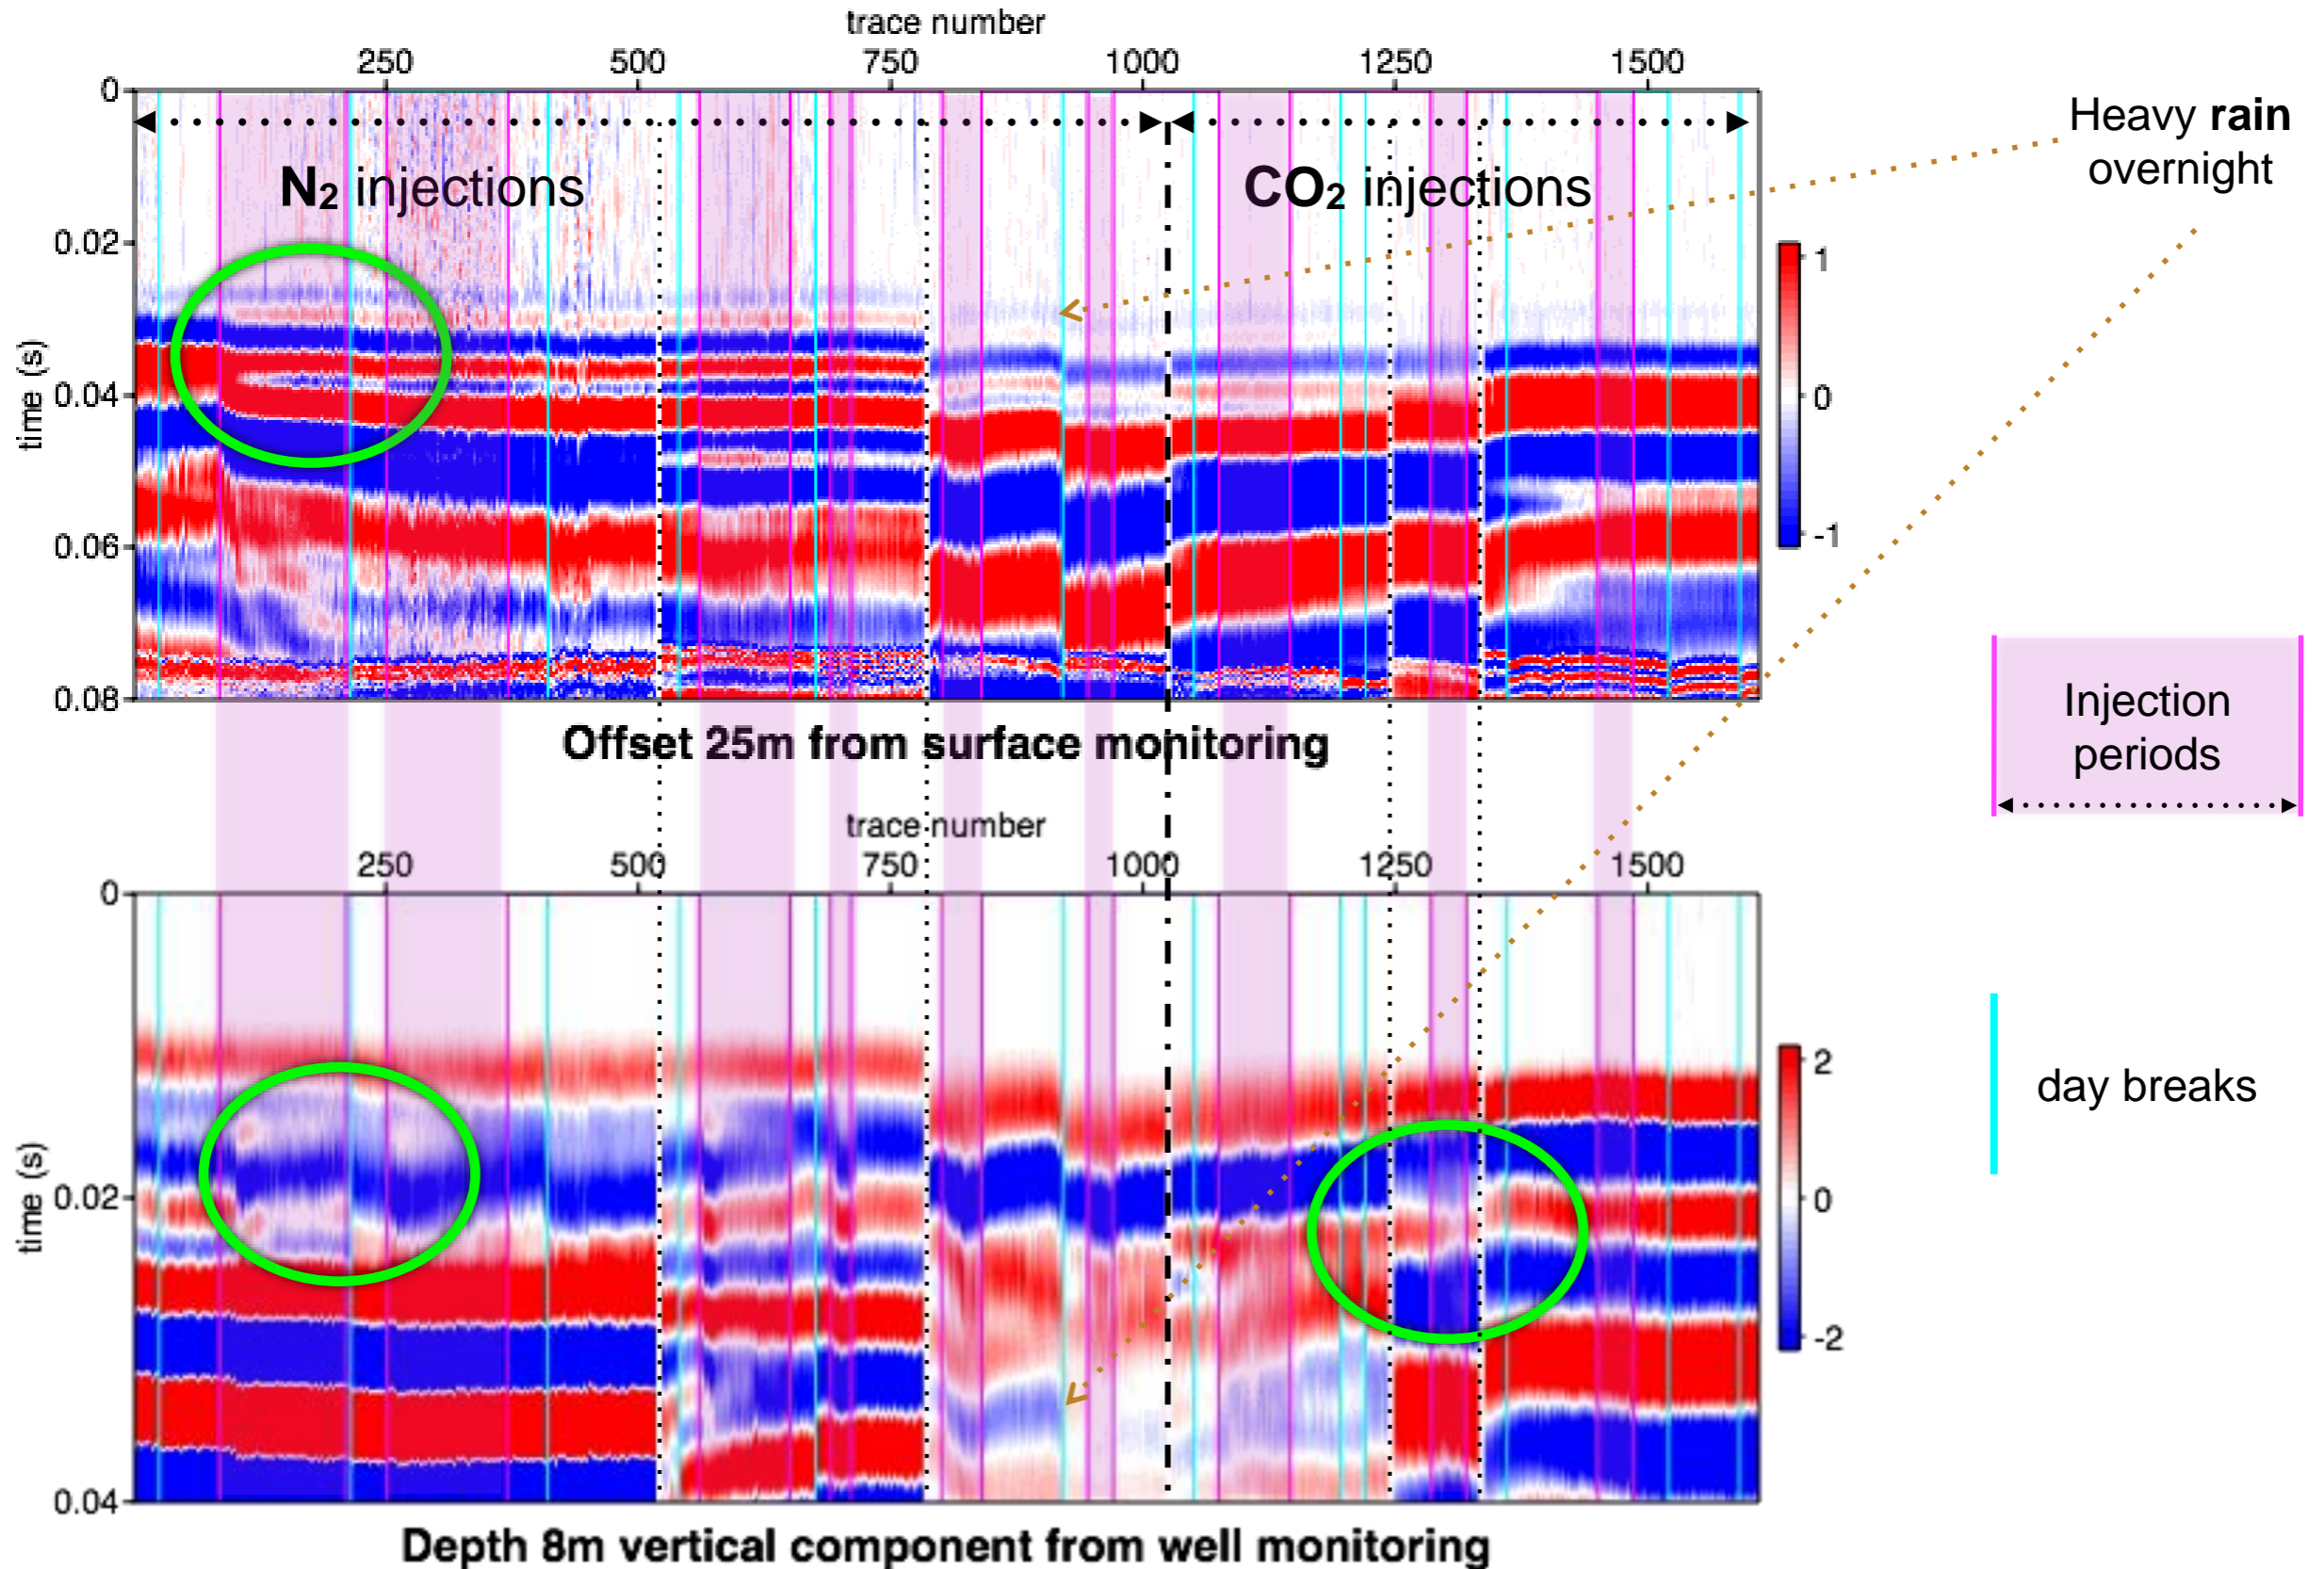 trace number
250 500 750 1000 1250 1500
0
0.02
0.04
0.06
0.08
time (s)
N₂ injections
CO₂ injections
Heavy rain
overnight
1
0
-1
Offset 25m from surface monitoring
Injection
periods
trace number
250 500 750 1000 1250 1500
0
0.02
0.04
time (s)
2
0
-2
day breaks
Depth 8m vertical component from well monitoring